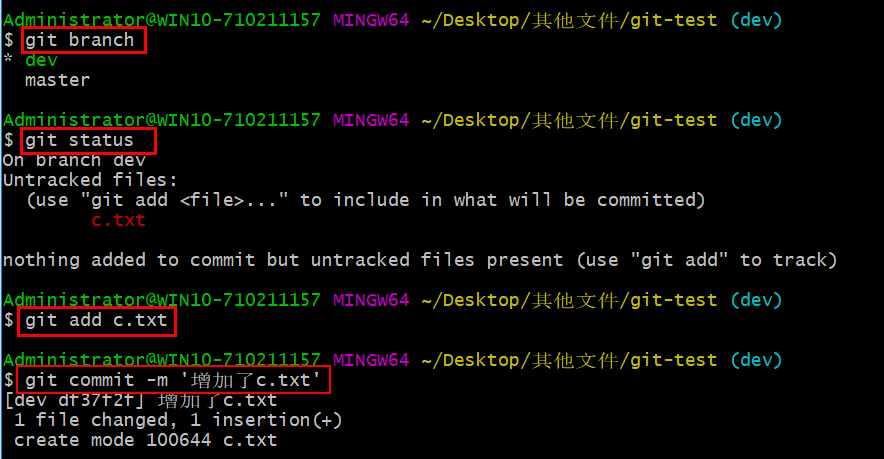 Administrator@WIN10-710211157 MINGW64 ~/Desktop/其他文件/git-test (dev)
$ git branch
* dev
  master
Administrator@WIN10-710211157 MINGW64 ~/Desktop/其他文件/git-test (dev)
$ git status
On branch dev
Untracked files:
  (use "git add <file>..." to include in what will be committed)
        c.txt
nothing added to commit but untracked files present (use "git add" to track)
Administrator@WIN10-710211157 MINGW64 ~/Desktop/其他文件/git-test (dev)
$ git add c.txt
Administrator@WIN10-710211157 MINGW64 ~/Desktop/其他文件/git-test (dev)
$ git commit -m '增加了c.txt'
[dev df37f2f] 增加了c.txt
 1 file changed, 1 insertion(+)
 create mode 100644 c.txt